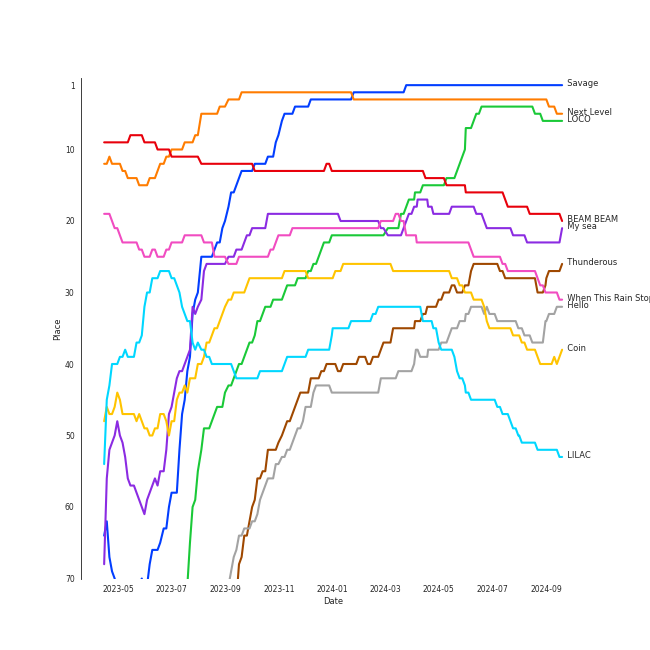 1
10
20
30
40
50
60
70
Place
2023-05
2023-07
2023-09
2023-11
2024-01
2024-03
2024-05
2024-07
2024-09
Date
Savage
Next Level
LOCO
BEAM BEAM
My sea
Thunderous
When This Rain Stop
Hello
Coin
LILAC